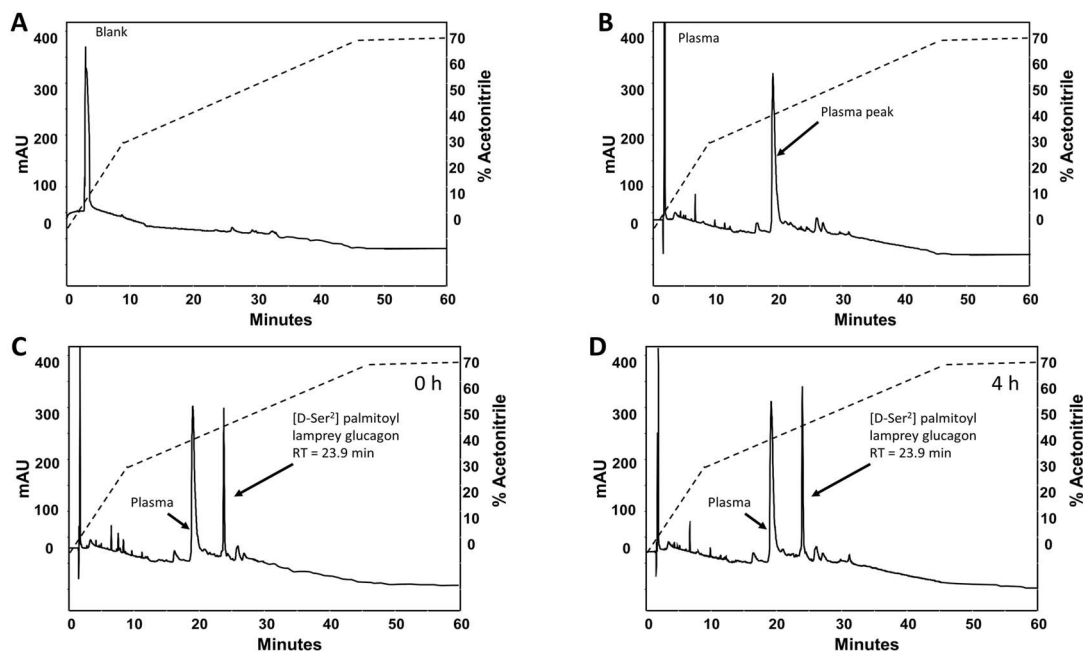 A
Blank
400
300
200
100
0
mAU
70
60
50
40
30
20
10
0
% Acetonitrile
0 10 20 30 40 50 60
Minutes
B
Plasma
Plasma peak
400
300
200
100
0
mAU
70
60
50
40
30
20
10
0
% Acetonitrile
0 10 20 30 40 50 60
Minutes
C
0 h
[D-Ser²] palmitoyl
lamprey glucagon
RT = 23.9 min
Plasma
400
300
200
100
0
mAU
70
60
50
40
30
20
10
0
% Acetonitrile
0 10 20 30 40 50 60
Minutes
D
4 h
[D-Ser²] palmitoyl
lamprey glucagon
RT = 23.9 min
Plasma
400
300
200
100
0
mAU
70
60
50
40
30
20
10
0
% Acetonitrile
0 10 20 30 40 50 60
Minutes